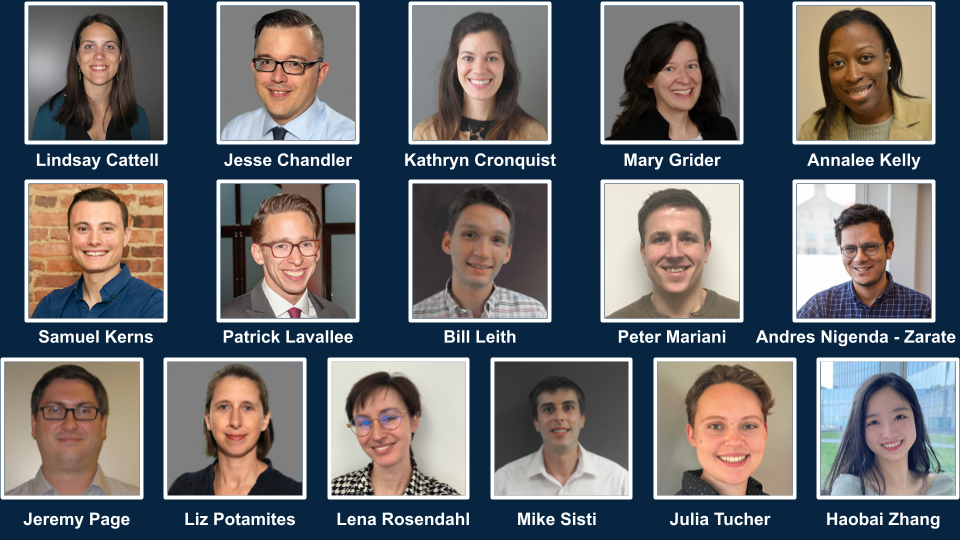 Lindsay Cattell
Jesse Chandler
Kathryn Cronquist
Mary Grider
Annalee Kelly
Samuel Kerns
Patrick Lavallee
Bill Leith
Peter Mariani
Andres Nigenda - Zarate
Jeremy Page
Liz Potamites
Lena Rosendahl
Mike Sisti
Julia Tucher
Haobai Zhang